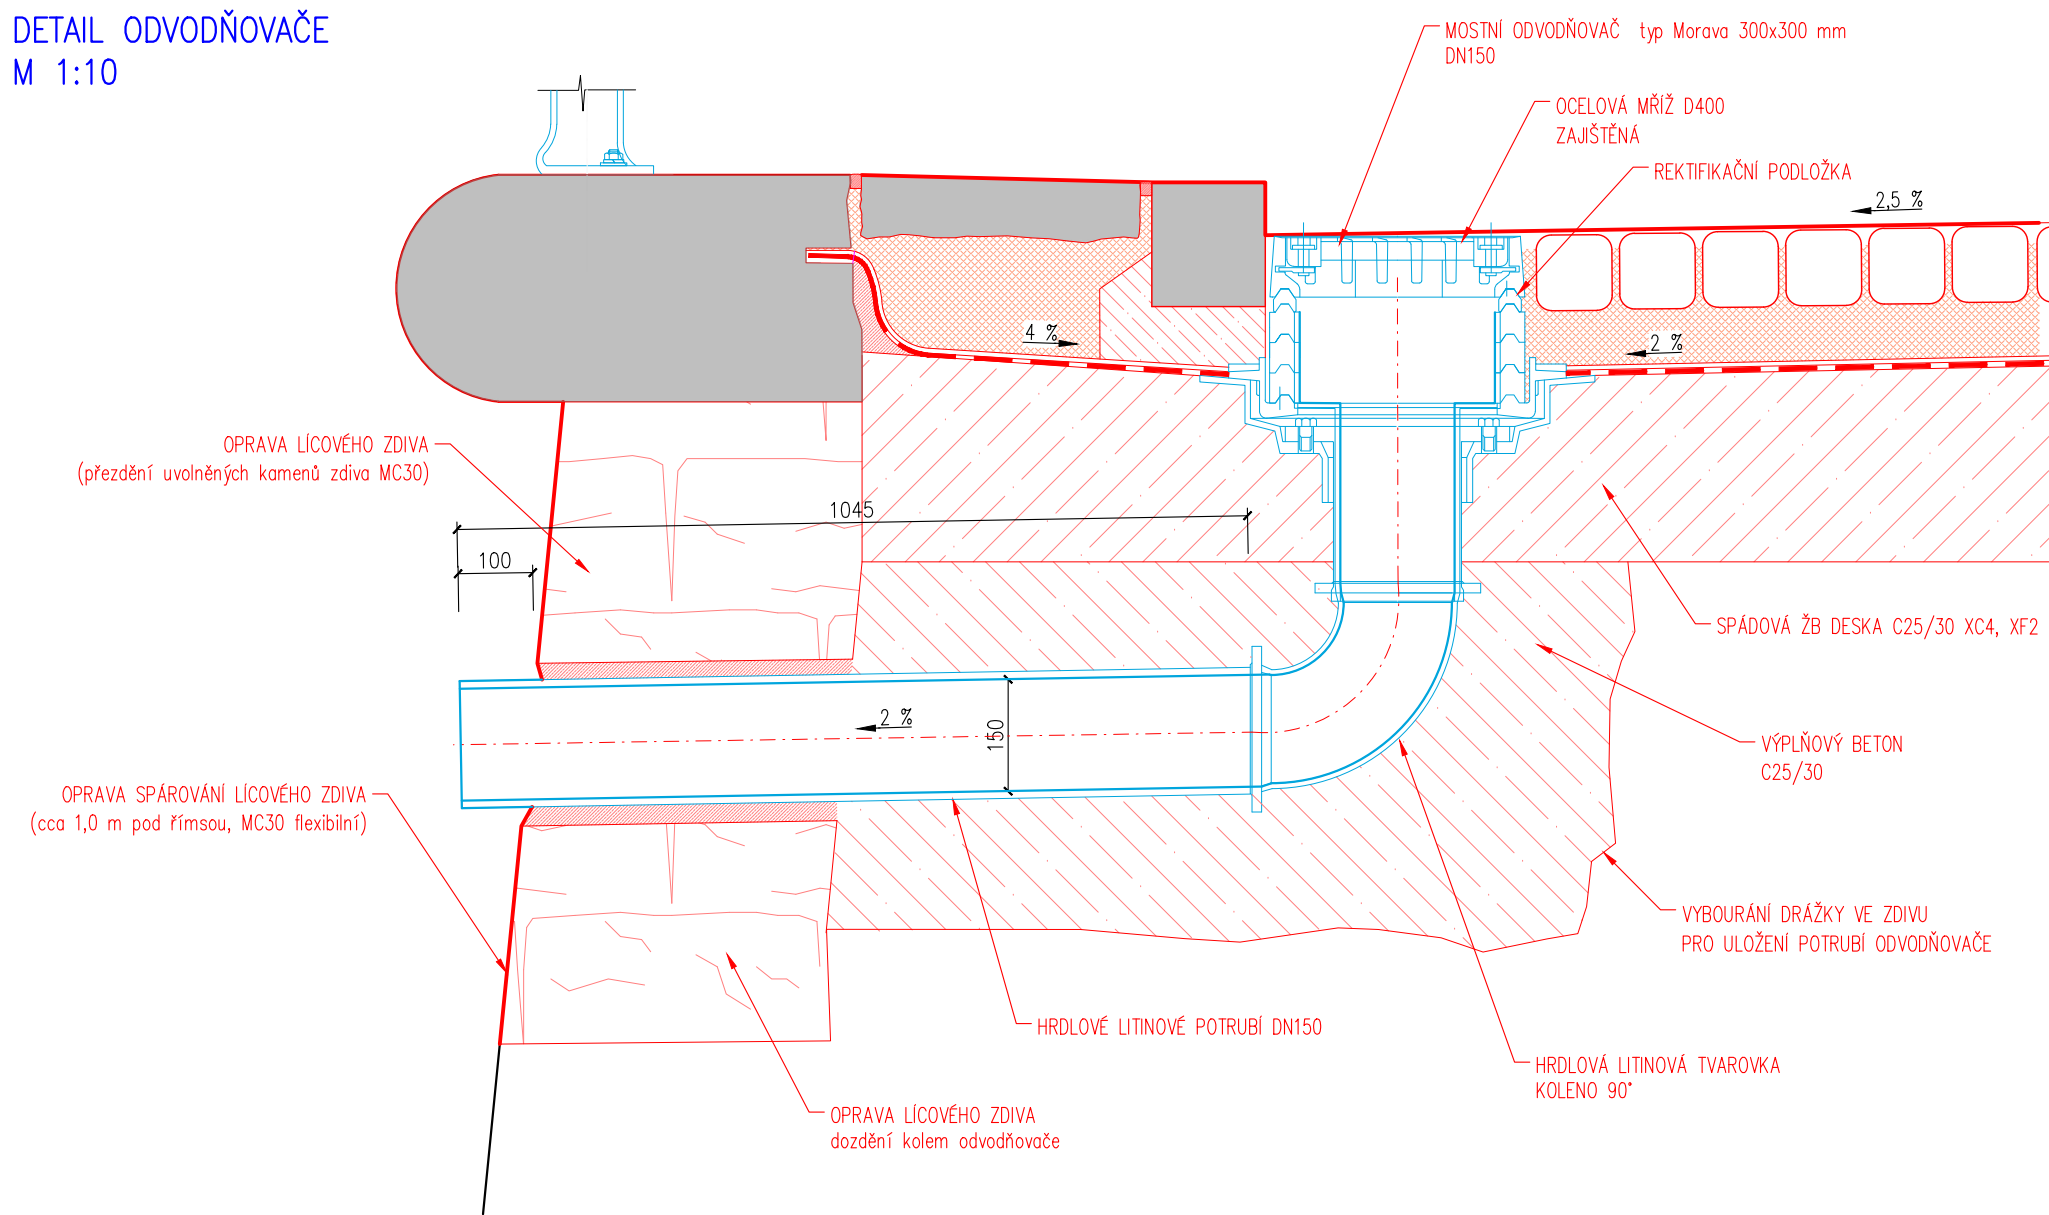 DETAIL ODVODŇOVAČE
M 1:10
MOSTNÍ ODVODŇOVAČ typ Morava 300x300 mm
DN150
OCELOVÁ MŘÍŽ D400
ZAJIŠTĚNÁ
REKTIFIKAČNÍ PODLOŽKA
2,5 %
4 %
2 %
OPRAVA LÍCOVÉHO ZDIVA
(přezdění uvolněných kamenů zdiva MC30)
1045
100
SPÁDOVÁ ŽB DESKA C25/30 XC4, XF2
2 %
150
VÝPLŇOVÝ BETON
C25/30
OPRAVA SPÁROVÁNÍ LÍCOVÉHO ZDIVA
(cca 1,0 m pod římsou, MC30 flexibilní)
VYBOURÁNÍ DRÁŽKY VE ZDIVU
PRO ULOŽENÍ POTRUBÍ ODVODŇOVAČE
HRDLOVÉ LITINOVÉ POTRUBÍ DN150
HRDLOVÁ LITINOVÁ TVAROVKA
KOLENO 90°
OPRAVA LÍCOVÉHO ZDIVA
dozdění kolem odvodňovače